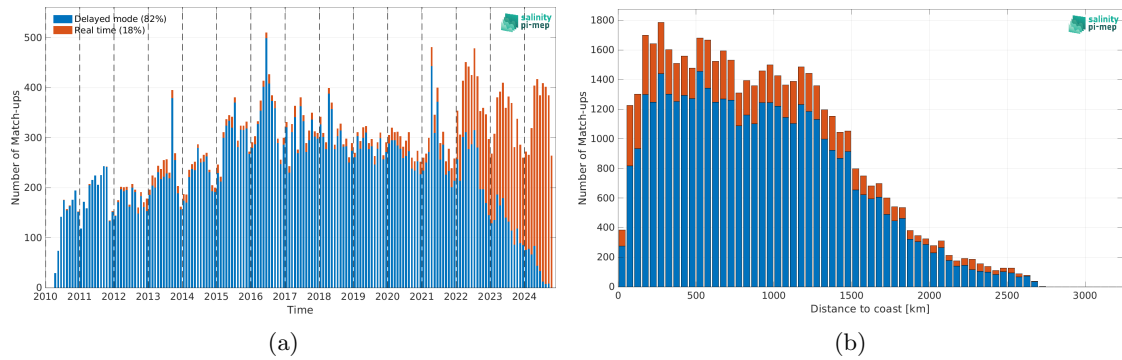 Delayed mode (82%)
Real time (18%)
salinity
pi-mep
Number of Match-ups
500
400
300
200
100
0
2010 2011 2012 2013 2014 2015 2016 2017 2018 2019 2020 2021 2022 2023 2024
Time
(a)
salinity
pi-mep
Number of Match-ups
1800
1600
1400
1200
1000
800
600
400
200
0
0 500 1000 1500 2000 2500 3000
Distance to coast [km]
(b)